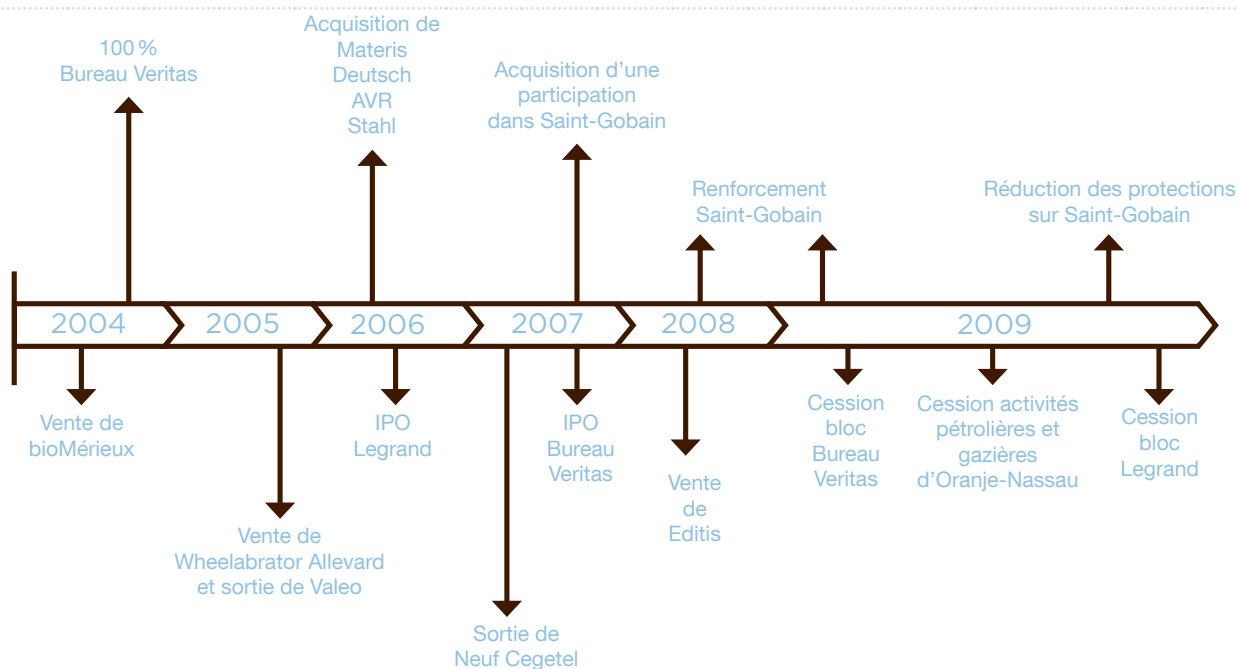 100 %
Bureau Veritas
Acquisition de
Materis
Deutsch
AVR
Stahl
Acquisition d’une
participation
dans Saint-Gobain
Renforcement
Saint-Gobain
Réduction des protections
sur Saint-Gobain
2004
2005
2006
2007
2008
2009
Vente de
bioMérieux
Vente de
Wheelabrator Allevard
et sortie de Valeo
IPO
Legrand
Sortie de
Neuf Cegetel
IPO
Bureau
Veritas
Vente
de
Editis
Cession
bloc
Bureau
Veritas
Cession activités
pétrolières et
gazières
d’Oranje-Nassau
Cession
bloc
Legrand